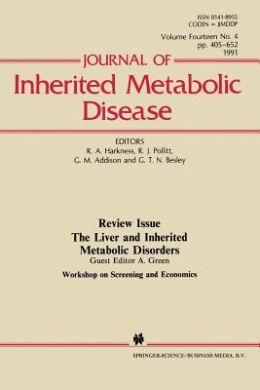 ISSN 0141-8955
CODEN = JIMDDP
Volume Fourteen No. 4
pp. 405–652
1991
JOURNAL OF
Inherited Metabolic
Disease
EDITORS
R. A. Harkness, R. J. Pollitt,
G. M. Addison and G. T. N. Besley
Review Issue
The Liver and Inherited
Metabolic Disorders
Guest Editor A. Green
Workshop on Screening and Economics
SPRINGER-SCIENCE+BUSINESS MEDIA, B.V.